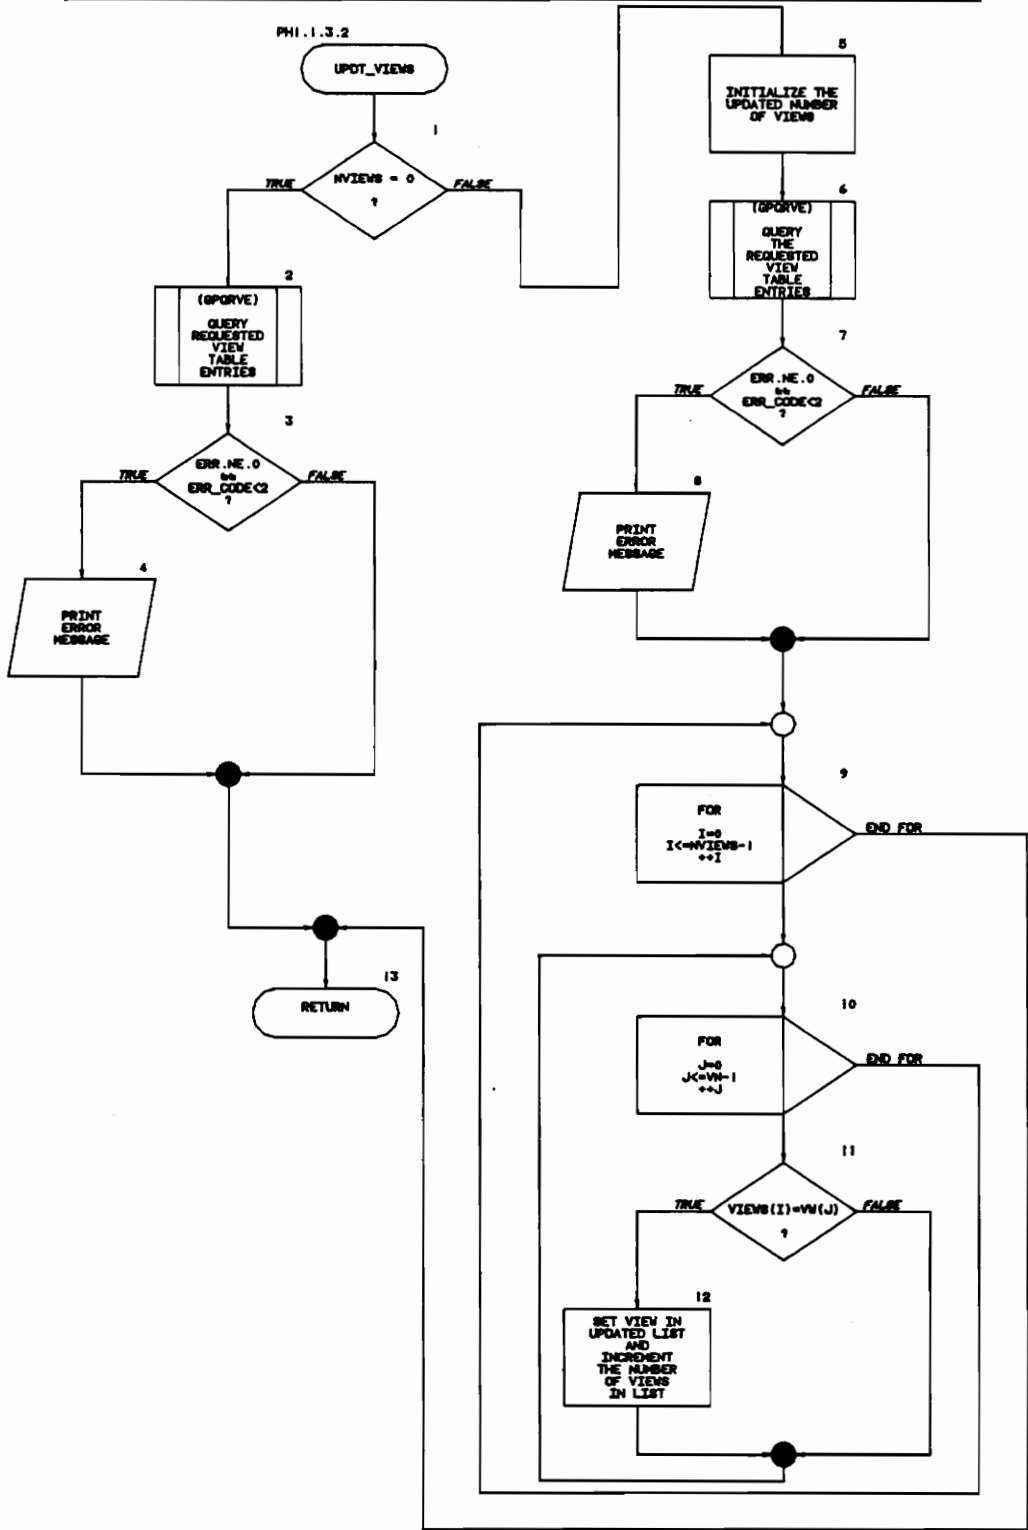 PH1.1.3.2
UPDT_VIEWS
1
NVIEWS = 0
?
TRUE
FALSE
2
(GPQRVE)
QUERY
REQUESTED
VIEW
TABLE
ENTRIES
3
ERR.NE.0
&&
ERR_CODE<2
?
TRUE
FALSE
4
PRINT
ERROR
MESSAGE
5
INITIALIZE THE
UPDATED NUMBER
OF VIEWS
6
(GPQRVE)
QUERY
THE
REQUESTED
VIEW
TABLE
ENTRIES
7
ERR.NE.0
&&
ERR_CODE<2
?
TRUE
FALSE
8
PRINT
ERROR
MESSAGE
9
FOR
I=0
I<=NVIEWS-1
++I
END FOR
10
FOR
J=0
J<=VN-1
++J
END FOR
11
VIEWS(I)=VW(J)
?
TRUE
FALSE
12
SET VIEW IN
UPDATED LIST
AND
INCREMENT
THE NUMBER
OF VIEWS
IN LIST
13
RETURN